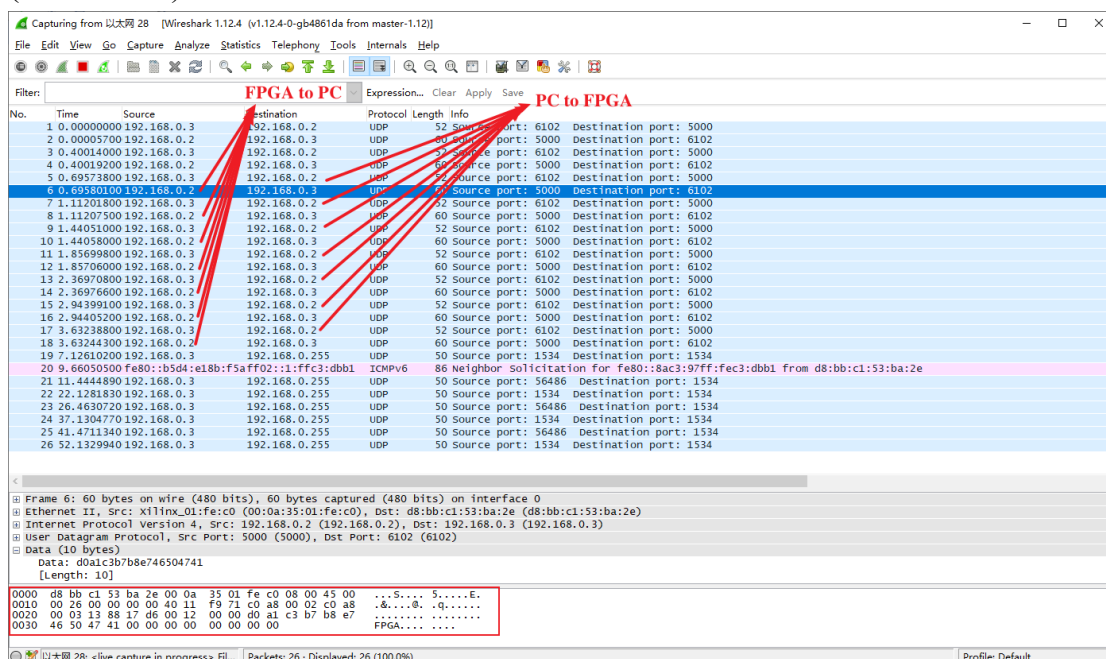 Capturing from 以太网 28 [Wireshark 1.12.4 (v1.12.4-0-gb4861da from master-1.12)]
File Edit View Go Capture Analyze Statistics Telephony Tools Internals Help
Filter: FPGA to PC Expression... Clear Apply Save PC to FPGA
No. Time Source Destination Protocol Length Info
1 0.00000000 192.168.0.3 192.168.0.2 UDP 52 Source port: 6102 Destination port: 5000
2 0.00005700 192.168.0.2 192.168.0.3 UDP 60 Source port: 5000 Destination port: 6102
3 0.40014000 192.168.0.3 192.168.0.2 UDP 52 Source port: 6102 Destination port: 5000
4 0.40019200 192.168.0.2 192.168.0.3 UDP 60 Source port: 5000 Destination port: 6102
5 0.69573800 192.168.0.3 192.168.0.2 UDP 52 Source port: 6102 Destination port: 5000
6 0.69580100 192.168.0.2 192.168.0.3 UDP 60 Source port: 5000 Destination port: 6102
7 1.11201800 192.168.0.3 192.168.0.2 UDP 52 Source port: 6102 Destination port: 5000
8 1.11207500 192.168.0.2 192.168.0.3 UDP 60 Source port: 5000 Destination port: 6102
9 1.44051000 192.168.0.3 192.168.0.2 UDP 52 Source port: 6102 Destination port: 5000
10 1.44058000 192.168.0.2 192.168.0.3 UDP 60 Source port: 5000 Destination port: 6102
11 1.85699800 192.168.0.3 192.168.0.2 UDP 52 Source port: 6102 Destination port: 5000
12 1.85706000 192.168.0.2 192.168.0.3 UDP 60 Source port: 5000 Destination port: 6102
13 2.36970800 192.168.0.3 192.168.0.2 UDP 52 Source port: 6102 Destination port: 5000
14 2.36976600 192.168.0.2 192.168.0.3 UDP 60 Source port: 5000 Destination port: 6102
15 2.94399100 192.168.0.3 192.168.0.2 UDP 52 Source port: 6102 Destination port: 5000
16 2.94405200 192.168.0.2 192.168.0.3 UDP 60 Source port: 5000 Destination port: 6102
17 3.63238800 192.168.0.3 192.168.0.2 UDP 52 Source port: 6102 Destination port: 5000
18 3.63244300 192.168.0.2 192.168.0.3 UDP 60 Source port: 5000 Destination port: 6102
19 7.12610200 192.168.0.3 192.168.0.255 UDP 50 Source port: 1534 Destination port: 1534
20 9.66050500 fe80::b5d4:e18b:f5a ff02::1:ffc3:dbb1 ICMPv6 86 Neighbor Solicitation for fe80::8ac3:97ff:fec3:dbb1 from d8:bb:c1:53:ba:2e
21 11.4444890 192.168.0.3 192.168.0.255 UDP 50 Source port: 56486 Destination port: 1534
22 22.1281830 192.168.0.3 192.168.0.255 UDP 50 Source port: 1534 Destination port: 1534
23 26.4630720 192.168.0.3 192.168.0.255 UDP 50 Source port: 56486 Destination port: 1534
24 37.1304770 192.168.0.3 192.168.0.255 UDP 50 Source port: 1534 Destination port: 1534
25 41.4711340 192.168.0.3 192.168.0.255 UDP 50 Source port: 56486 Destination port: 1534
26 52.1329940 192.168.0.3 192.168.0.255 UDP 50 Source port: 1534 Destination port: 1534
Frame 6: 60 bytes on wire (480 bits), 60 bytes captured (480 bits) on interface 0
Ethernet II, Src: Xilinx_01:fe:c0 (00:0a:35:01:fe:c0), Dst: d8:bb:c1:53:ba:2e (d8:bb:c1:53:ba:2e)
Internet Protocol Version 4, Src: 192.168.0.2 (192.168.0.2), Dst: 192.168.0.3 (192.168.0.3)
User Datagram Protocol, Src Port: 5000 (5000), Dst Port: 6102 (6102)
Data (10 bytes)
Data: d0a1c3b7b8e746504741
[Length: 10]
0000 d8 bb c1 53 ba 2e 00 0a 35 01 fe c0 08 00 45 00 ...S.... 5.....E.
0010 00 26 00 00 00 00 40 11 f9 71 c0 a8 00 02 c0 a8 .&....@. .q......
0020 00 03 13 88 17 d6 00 12 00 00 d0 a1 c3 b7 b8 e7 ........ ........
0030 46 50 47 41 00 00 00 00 00 00 00 00 FPGA.... ....
以太网 28: <live capture in progress> Fil... Packets: 26 · Displayed: 26 (100.0%) Profile: Default